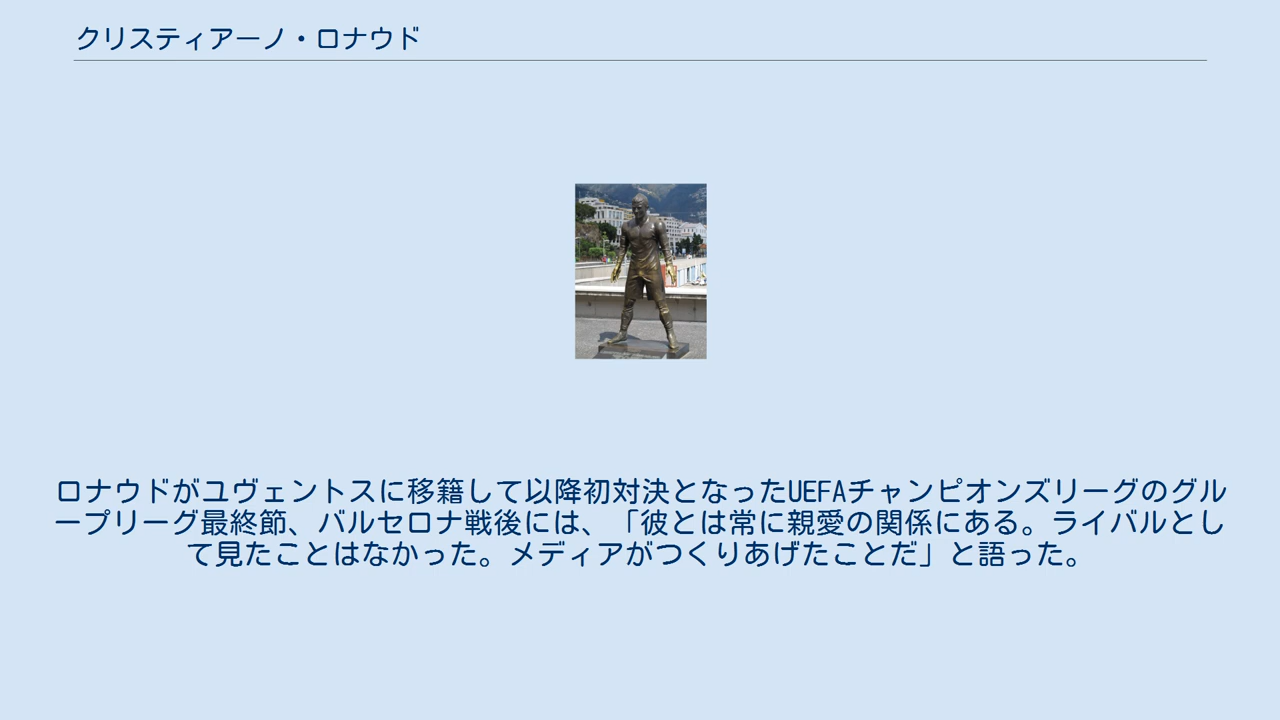 クリスティアーノ・ロナウド
ロナウドがユヴェントスに移籍して以降初対決となったUEFAチャンピオンズリーグのグル
ープリーグ最終節、バルセロナ戦後には、「彼とは常に親愛の関係にある。ライバルとし
て見たことはなかった。メディアがつくりあげたことだ」と語った。